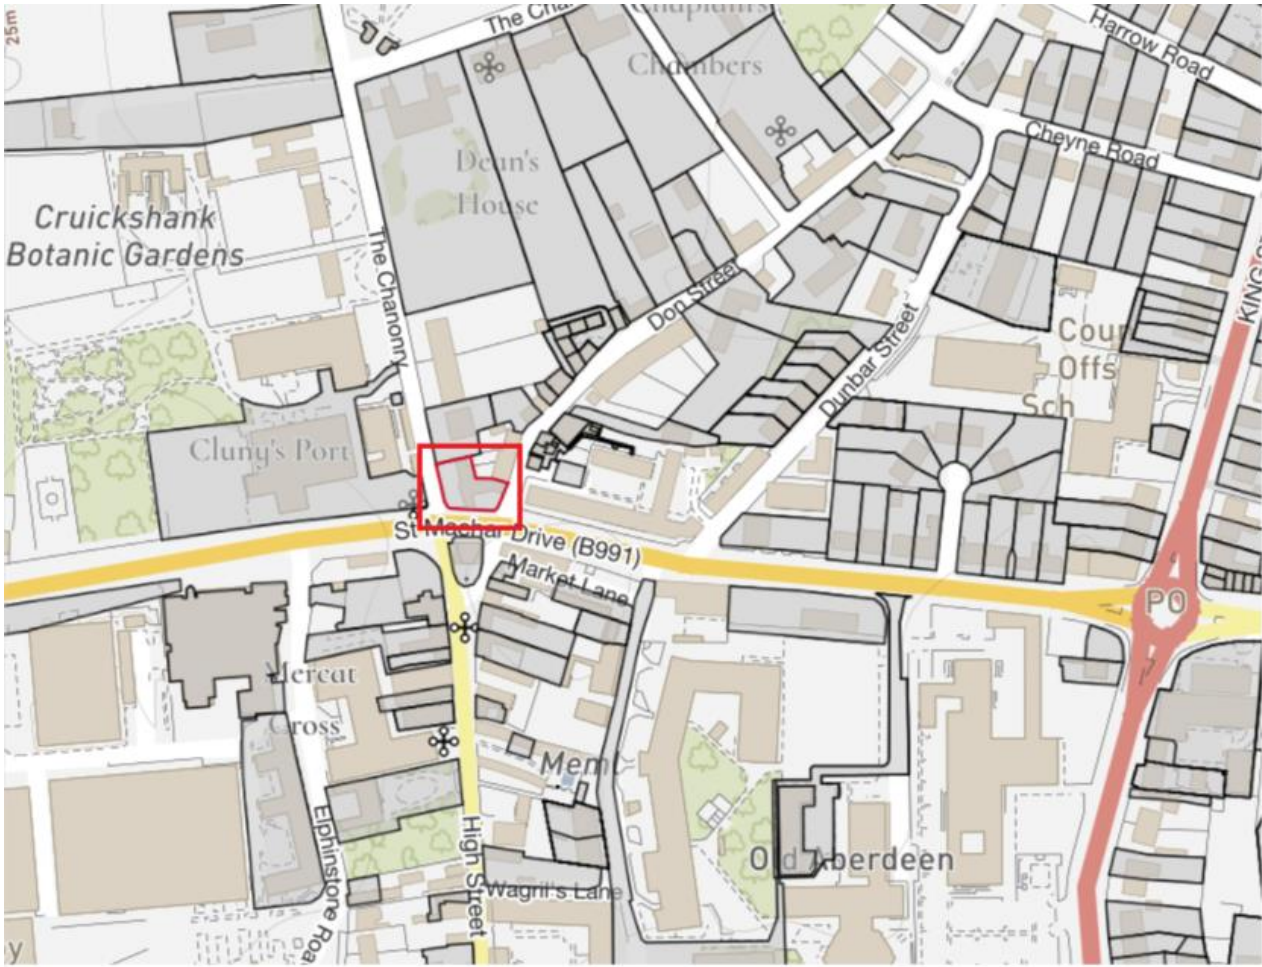 25m
The Cha
Chaplain's
Chambers
Harrow Road
Cheyne Road
Dean's
House
Cruickshank
Botanic Gardens
The Chanonry
Don Street
Dunbar Street
KING
Cour
Offs
Sch
Cluny's Port
St Machar Drive (B991)
Market Lane
PO
Mercat
Cross
Meml
High Street
Elphinstone Roa
Old Aberdeen
Wagril's Lane
y